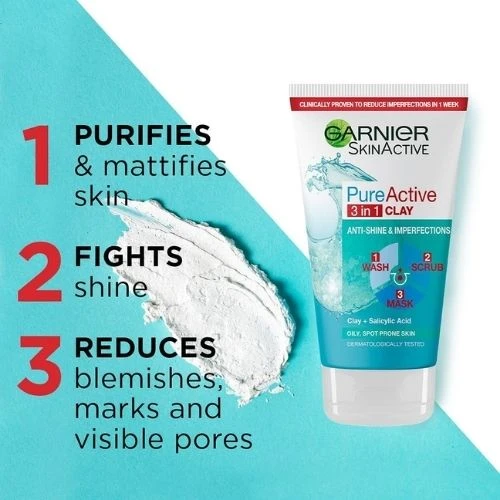 1
PURIFIES
& mattifies
skin
2
FIGHTS
shine
3
REDUCES
blemishes,
marks and
visible pores
CLINICALLY PROVEN TO REDUCE IMPERFECTIONS IN 1 WEEK
GARNIER
SKINACTIVE
PureActive
3 in 1 CLAY
ANTI-SHINE & IMPERFECTIONS
1
WASH
2
SCRUB
3
MASK
Clay + Salicylic Acid
OILY, SPOT PRONE SKIN
DERMATOLOGICALLY TESTED